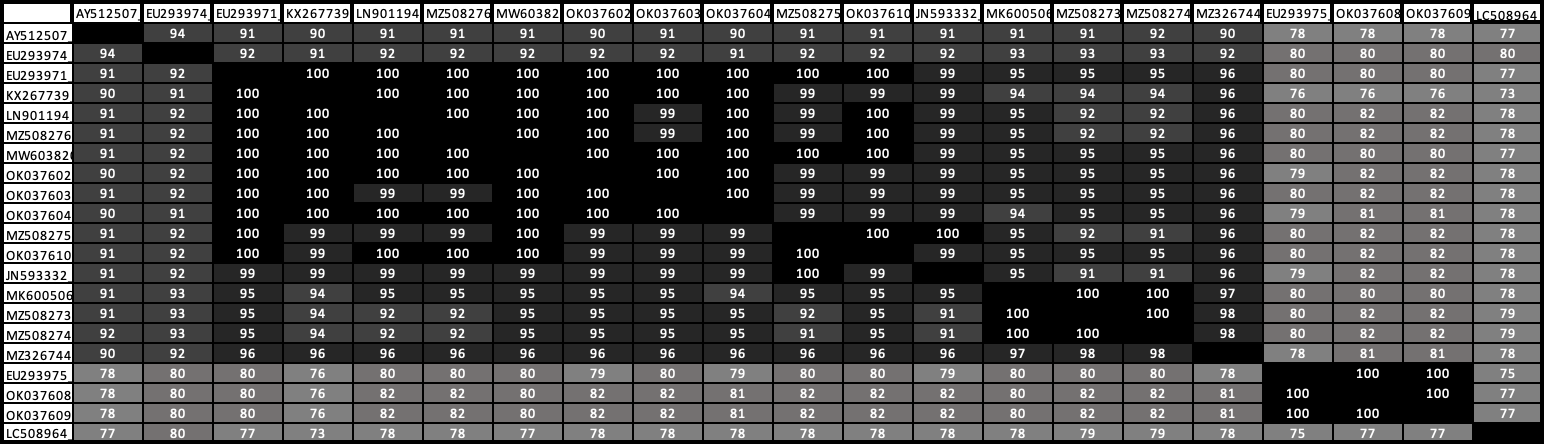 AY512507_ EU293974_ EU293971_ KX267739 LN901194 MZ508276 MW60382 OK037602 OK037603 OK037604 MZ508275 OK037610 JN593332_ MK600506 MZ508273 MZ508274 MZ326744 EU293975_ OK037608 OK037609 LC508964_
AY512507_ 94 91 90 91 91 91 90 91 90 91 91 91 91 91 92 90 78 78 78 77
EU293974_ 94 92 91 92 92 92 92 92 91 92 92 92 93 93 93 92 80 80 80 80
EU293971_ 91 92 100 100 100 100 100 100 100 100 100 99 95 95 95 96 80 80 80 77
KX267739 90 91 100 100 100 100 100 100 100 99 99 99 94 94 94 96 76 76 76 73
LN901194 91 92 100 100 100 100 100 99 100 99 100 99 95 92 92 96 80 82 82 78
MZ508276 91 92 100 100 100 100 100 99 100 99 100 99 95 92 92 96 80 82 82 78
MW603820 91 92 100 100 100 100 100 100 100 100 100 99 95 95 95 96 80 80 80 77
OK037602 90 92 100 100 100 100 100 100 100 99 99 99 95 95 95 96 79 82 82 78
OK037603 91 92 100 100 99 99 100 100 100 99 99 99 95 95 95 96 80 82 82 78
OK037604 90 91 100 100 100 100 100 100 100 99 99 99 94 95 95 96 79 81 81 78
MZ508275 91 92 100 99 99 99 100 99 99 99 100 100 95 92 91 96 80 82 82 78
OK037610 91 92 100 99 100 100 100 99 99 99 100 99 95 95 95 96 80 82 82 78
JN593332_ 91 92 99 99 99 99 99 99 99 99 100 99 95 91 91 96 79 82 82 78
MK600506 91 93 95 94 95 95 95 95 95 94 95 95 95 100 100 97 80 80 80 78
MZ508273 91 93 95 94 92 92 95 95 95 95 92 95 91 100 100 98 80 82 82 79
MZ508274 92 93 95 94 92 92 95 95 95 95 91 95 91 100 100 98 80 82 82 79
MZ326744 90 92 96 96 96 96 96 96 96 96 96 96 96 97 98 98 78 81 81 78
EU293975_ 78 80 80 76 80 80 80 79 80 79 80 80 79 80 80 80 78 100 100 75
OK037608 78 80 80 76 82 82 80 82 82 81 82 82 82 80 82 82 81 100 100 77
OK037609 78 80 80 76 82 82 80 82 82 81 82 82 82 80 82 82 81 100 100 77
LC508964_ 77 80 77 73 78 78 77 78 78 78 78 78 78 78 79 79 78 75 77 77